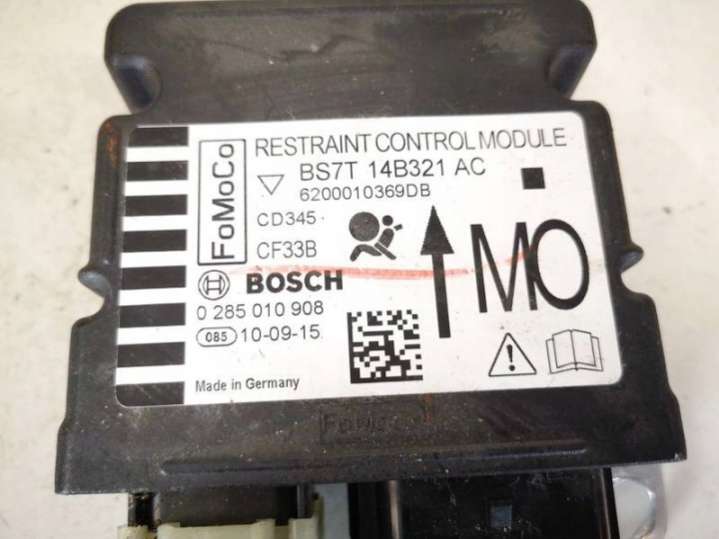 FoMoCo
RESTRAINT CONTROL MODULE
BS7T 14B321 AC
6200010369DB
CD345
CF33B
MO
BOSCH
0 285 010 908
085 10-09-15
Made in Germany
FoMoCo